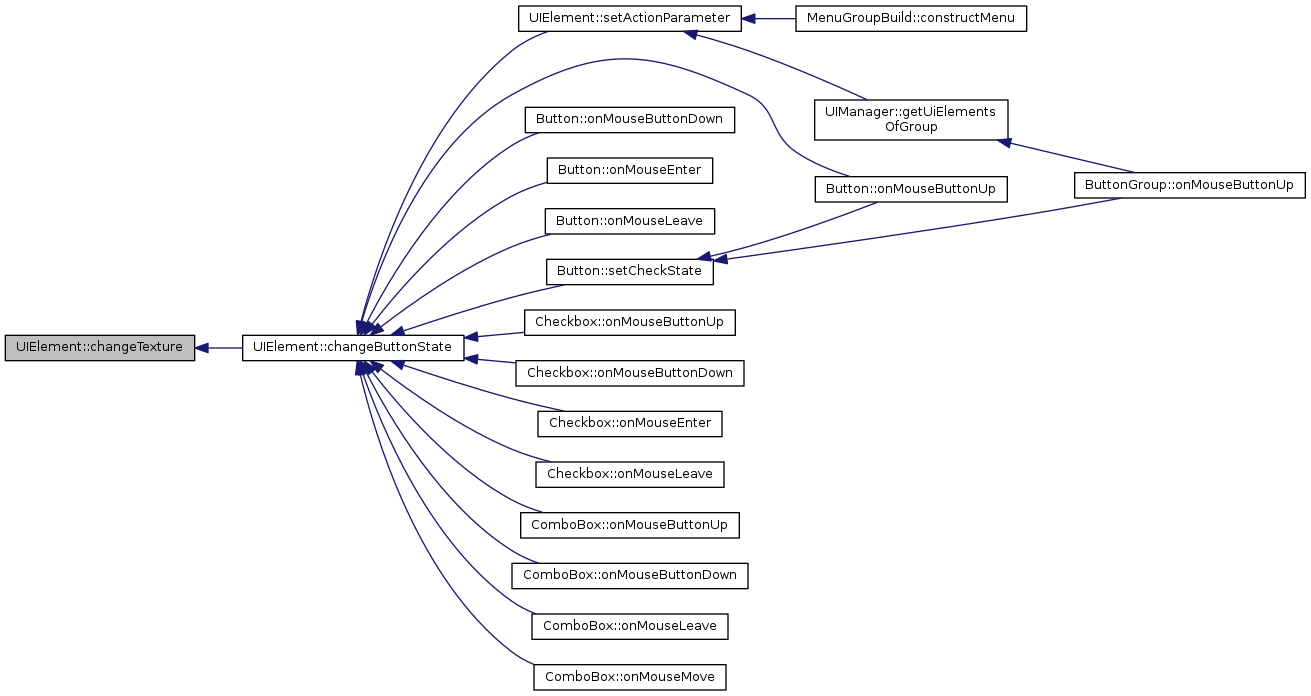 UIElement::setActionParameter
MenuGroupBuild::constructMenu
UIManager::getUiElements
OfGroup
Button::onMouseButtonDown
Button::onMouseEnter
Button::onMouseButtonUp
ButtonGroup::onMouseButtonUp
Button::onMouseLeave
Button::setCheckState
Checkbox::onMouseButtonUp
UIElement::changeTexture
UIElement::changeButtonState
Checkbox::onMouseButtonDown
Checkbox::onMouseEnter
Checkbox::onMouseLeave
ComboBox::onMouseButtonUp
ComboBox::onMouseButtonDown
ComboBox::onMouseLeave
ComboBox::onMouseMove